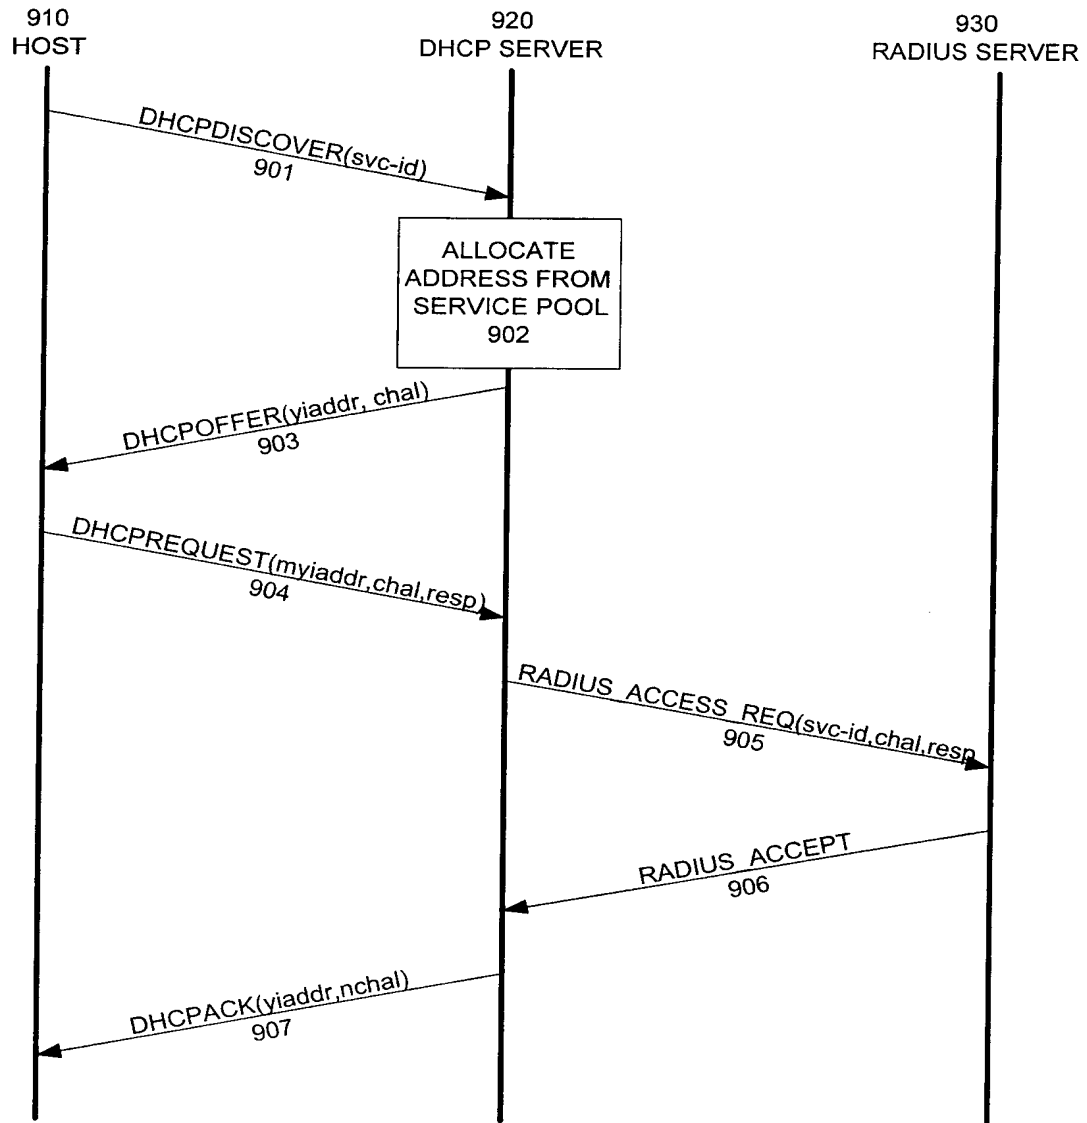 910
HOST
920
DHCP SERVER
930
RADIUS SERVER
DHCPDISCOVER(svc-id)
901
ALLOCATE
ADDRESS FROM
SERVICE POOL
902
DHCPOFFER(yiaddr, chal)
903
DHCPREQUEST(myiaddr,chal,resp)
904
RADIUS_ACCESS_REQ(svc-id,chal,resp
905
RADIUS_ACCEPT
906
DHCPACK(yiaddr,nchal)
907